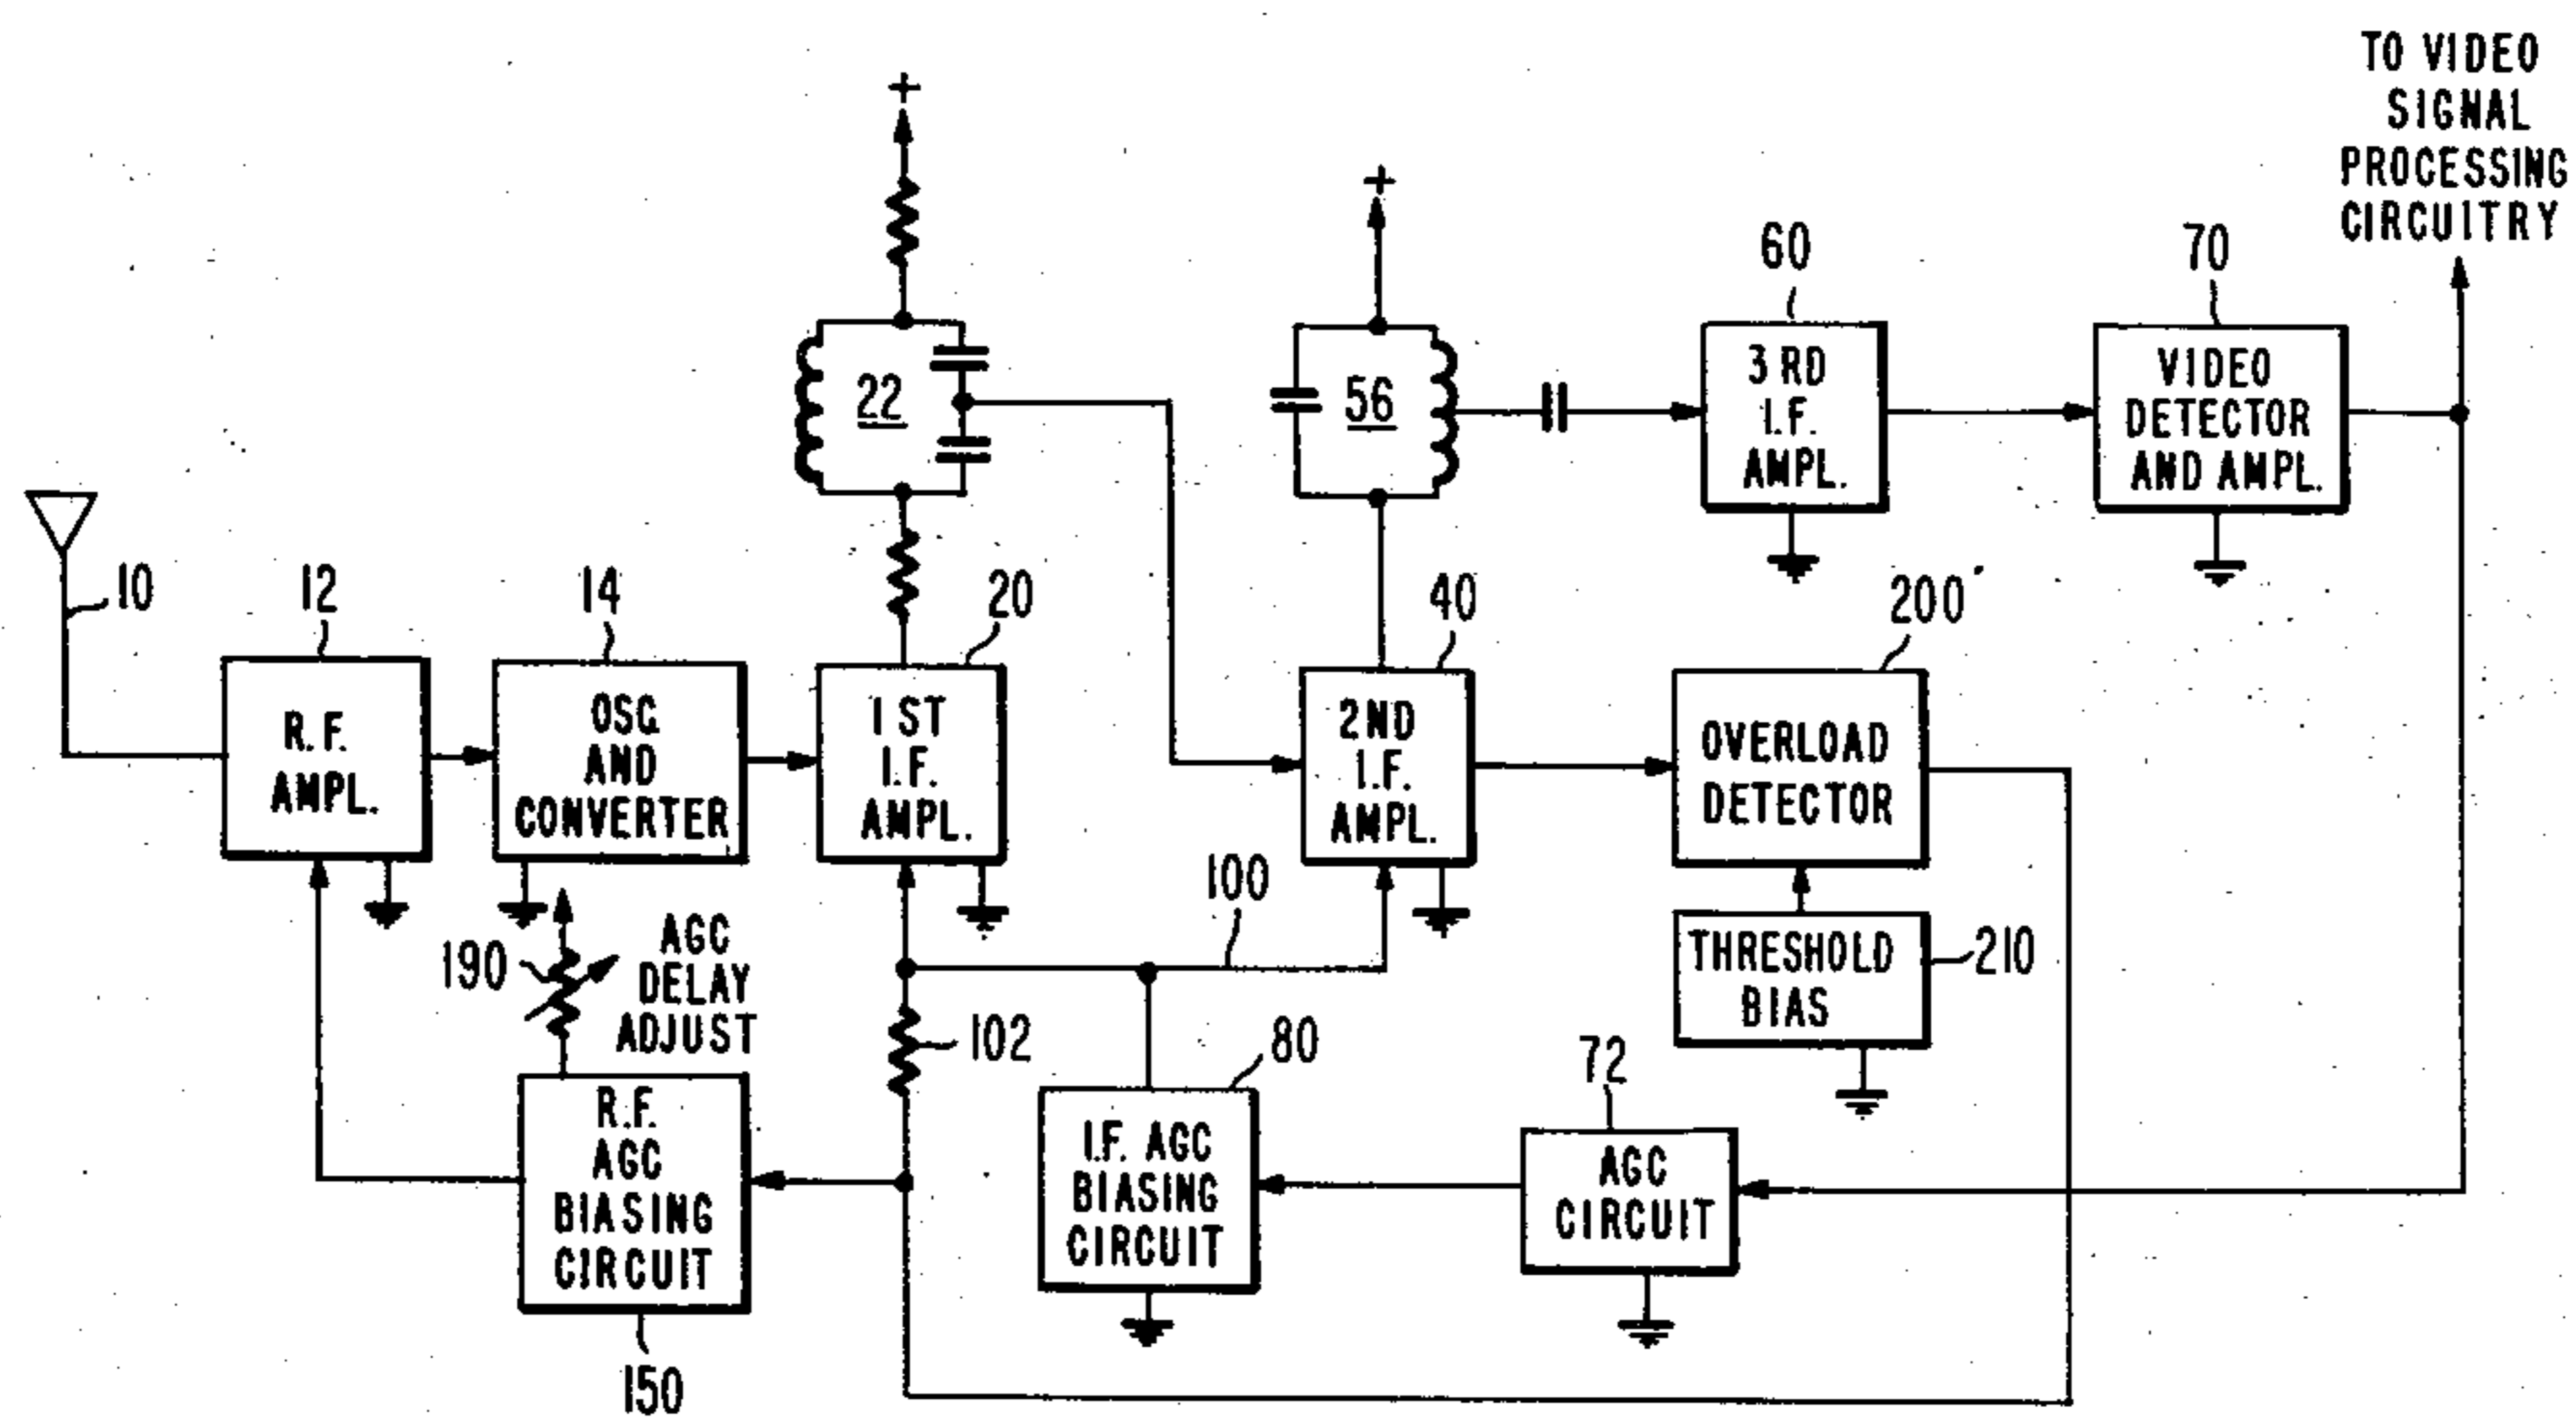 TO VIDEO
SIGNAL
PROCESSING
CIRCUITRY
+
+
60
70
22
56
3 RD
I.F.
AMPL.
VIDEO
DETECTOR
AND AMPL.
10
12
14
20
40
200
R.F.
AMPL.
OSC
AND
CONVERTER
1 ST
I.F.
AMPL.
2ND
I.F.
AMPL.
OVERLOAD
DETECTOR
100
190
AGC
DELAY
ADJUST
THRESHOLD
BIAS
210
102
80
72
R.F.
AGC
BIASING
CIRCUIT
I.F. AGC
BIASING
CIRCUIT
AGC
CIRCUIT
150